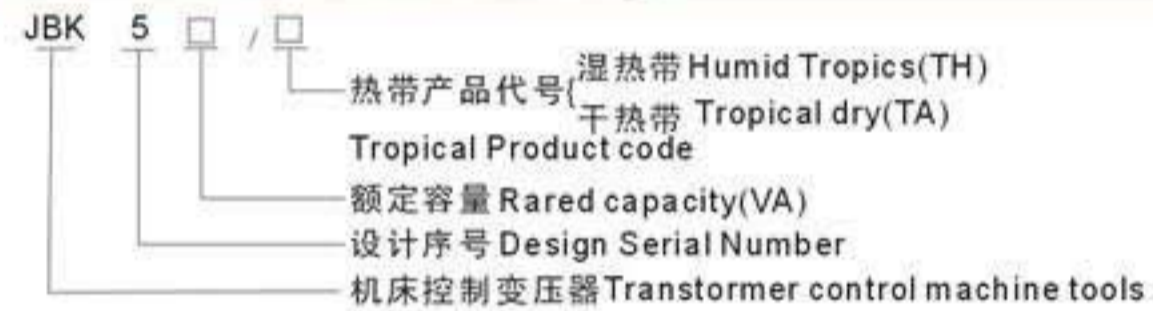 JBK 5 □ / □
热带产品代号{湿热带 Humid Tropics(TH)
干热带 Tropical dry(TA)
Tropical Product code
额定容量 Rared capacity(VA)
设计序号 Design Serial Number
机床控制变压器 Transtormer control machine tools